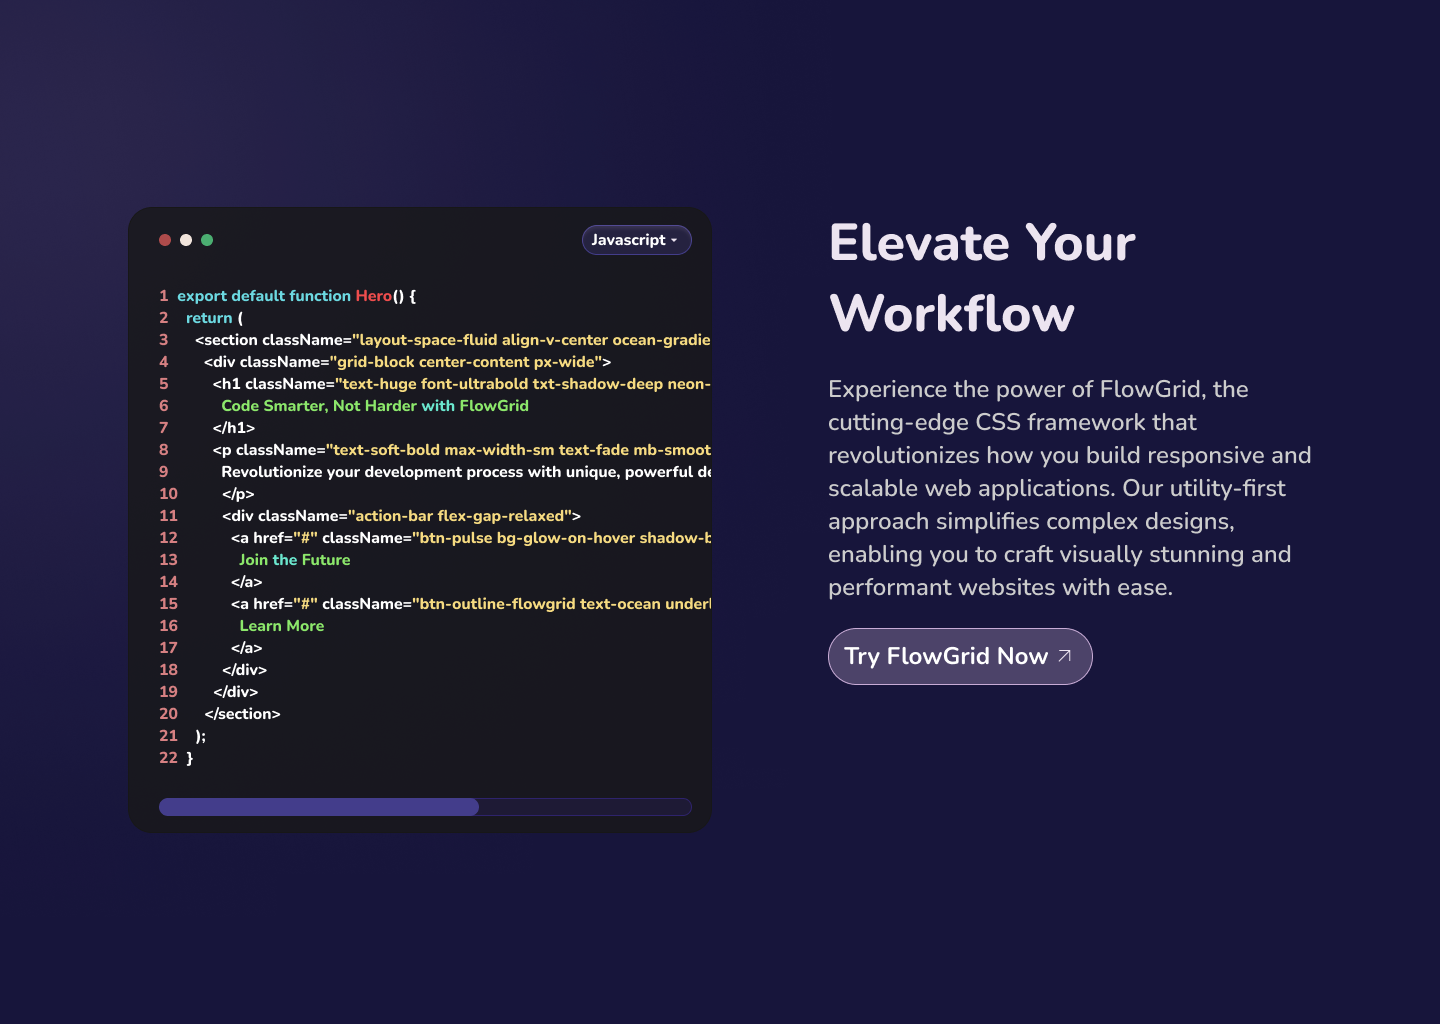 Javascript
1 export default function Hero() {
2 return (
3 <section className="layout-space-fluid align-v-center ocean-gradie
4 <div className="grid-block center-content px-wide">
5 <h1 className="text-huge font-ultrabold txt-shadow-deep neon-
6 Code Smarter, Not Harder with FlowGrid
7 </h1>
8 <p className="text-soft-bold max-width-sm text-fade mb-smoot
9 Revolutionize your development process with unique, powerful de
10 </p>
11 <div className="action-bar flex-gap-relaxed">
12 <a href="#" className="btn-pulse bg-glow-on-hover shadow-b
13 Join the Future
14 </a>
15 <a href="#" className="btn-outline-flowgrid text-ocean underl
16 Learn More
17 </a>
18 </div>
19 </div>
20 </section>
21 );
22 }
Elevate Your
Workflow
Experience the power of FlowGrid, the
cutting-edge CSS framework that
revolutionizes how you build responsive and
scalable web applications. Our utility-first
approach simplifies complex designs,
enabling you to craft visually stunning and
performant websites with ease.
Try FlowGrid Now